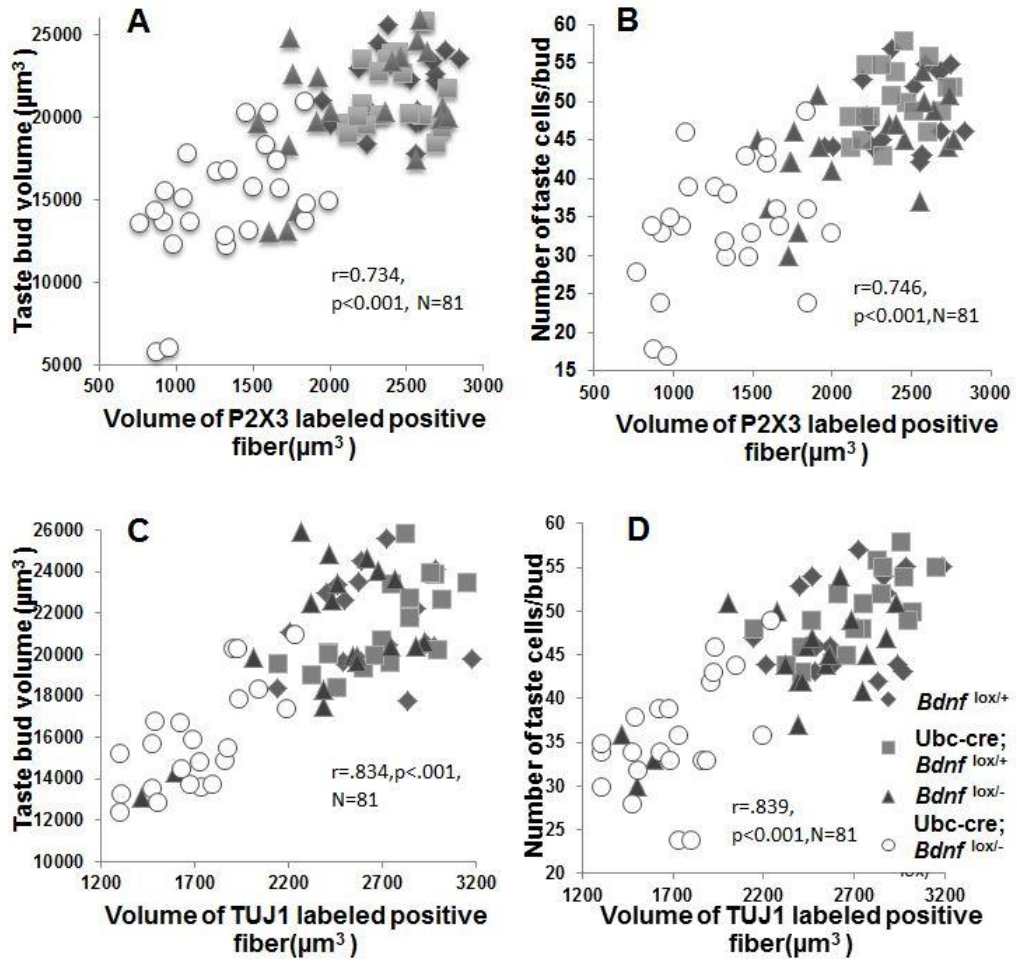 A
Taste bud volume (µm³)
25000
20000
15000
10000
5000
r=0.734,
p<0.001, N=81
500 1000 1500 2000 2500 3000
Volume of P2X3 labeled positive
fiber(µm³ )
B
Number of taste cells/bud
60
55
50
45
40
35
30
25
20
15
r=0.746,
p<0.001,N=81
500 1000 1500 2000 2500 3000
Volume of P2X3 labeled positive
fiber(µm³ )
C
Taste bud volume (µm³ )
26000
24000
22000
20000
18000
16000
14000
12000
10000
r=.834,p<.001,
N=81
1200 1700 2200 2700 3200
Volume of TUJ1 labeled positive
fiber(µm³ )
D
Number of taste cells/bud
60
55
50
45
40
35
30
25
20
r=.839,
p<0.001,N=81
1200 1700 2200 2700 3200
Volume of TUJ1 labeled positive
fiber(µm³ )
Bdnf lox/+
Ubc-cre;
Bdnf lox/+
Bdnf lox/-
Ubc-cre;
Bdnf lox/-